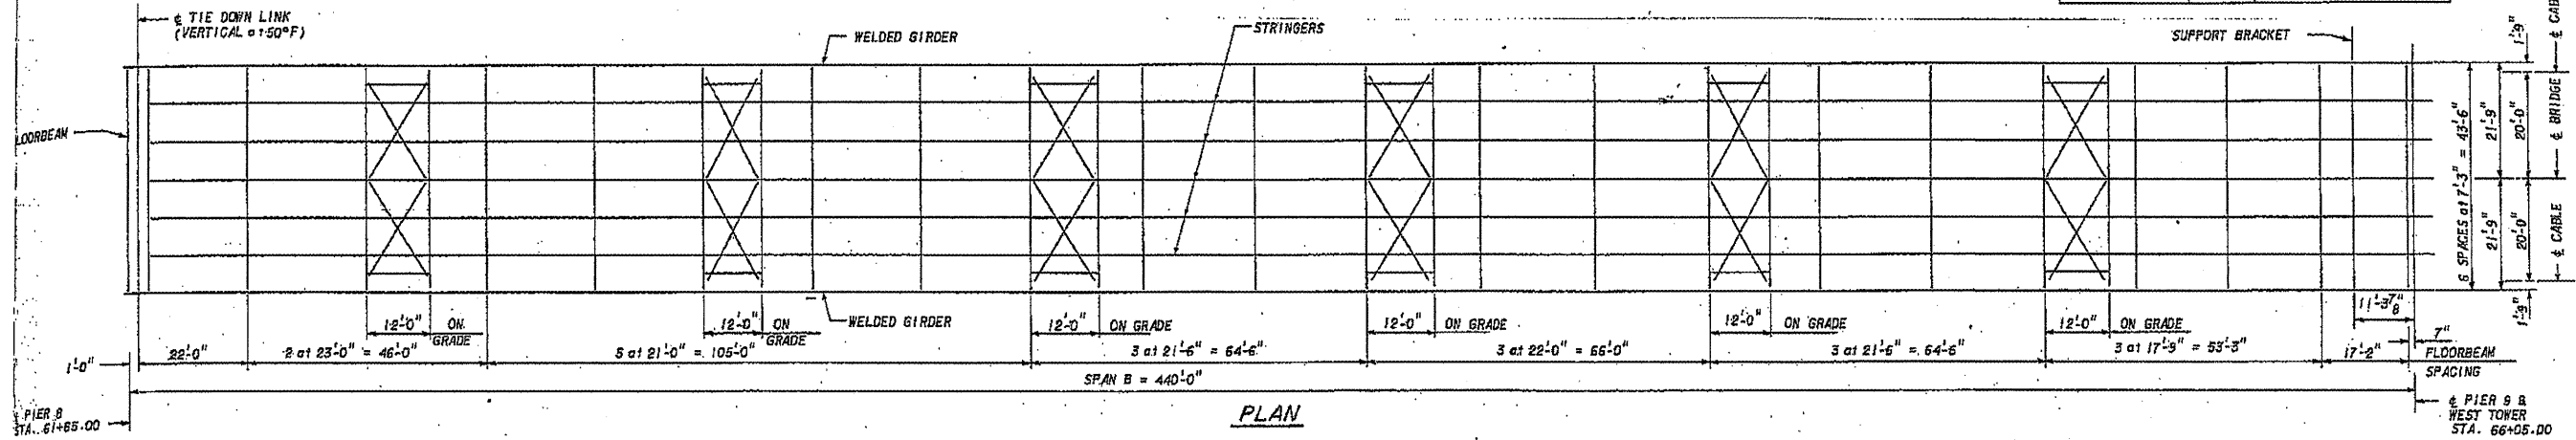 ℄ TIE DOWN LINK
(VERTICAL at 50°F)
WELDED GIRDER
STRINGERS
SUPPORT BRACKET
LOORBEAM
WELDED GIRDER
12'-0" ON GRADE
12'-0" ON GRADE
12'-0" ON GRADE
12'-0" ON GRADE
12'-0" ON GRADE
12'-0" ON GRADE
1'-0"
22'-0"
2 at 23'-0" = 46'-0"
5 at 21'-0" = 105'-0"
3 at 21'-6" = 64'-6"
3 at 22'-0" = 66'-0"
3 at 21'-6" = 64'-6"
3 at 17'-9" = 53'-3"
17'-2"
11'-3 7/8"
7"
FLOORBEAM
SPACING
SPAN 8 = 440'-0"
6 SPACES at 7'-3" = 43'-6"
21'-9"
21'-9"
20'-0"
20'-0"
1'-9"
1'-9"
℄ CAB
℄ BRIDGE
℄ CABLE
PLAN
℄ PIER 8
STA. 61+65.00
℄ PIER 9 &
WEST TOWER
STA. 66+05.00